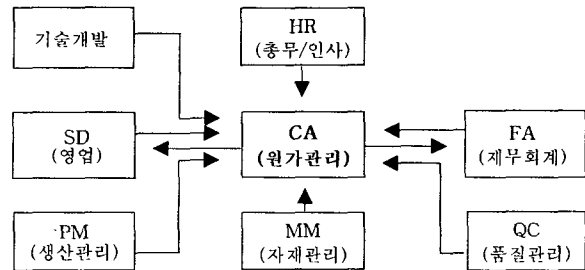 기술개발
HR
(총무/인사)
SD
(영업)
CA
(원가관리)
FA
(재무회계)
PM
(생산관리)
MM
(자재관리)
QC
(품질관리)